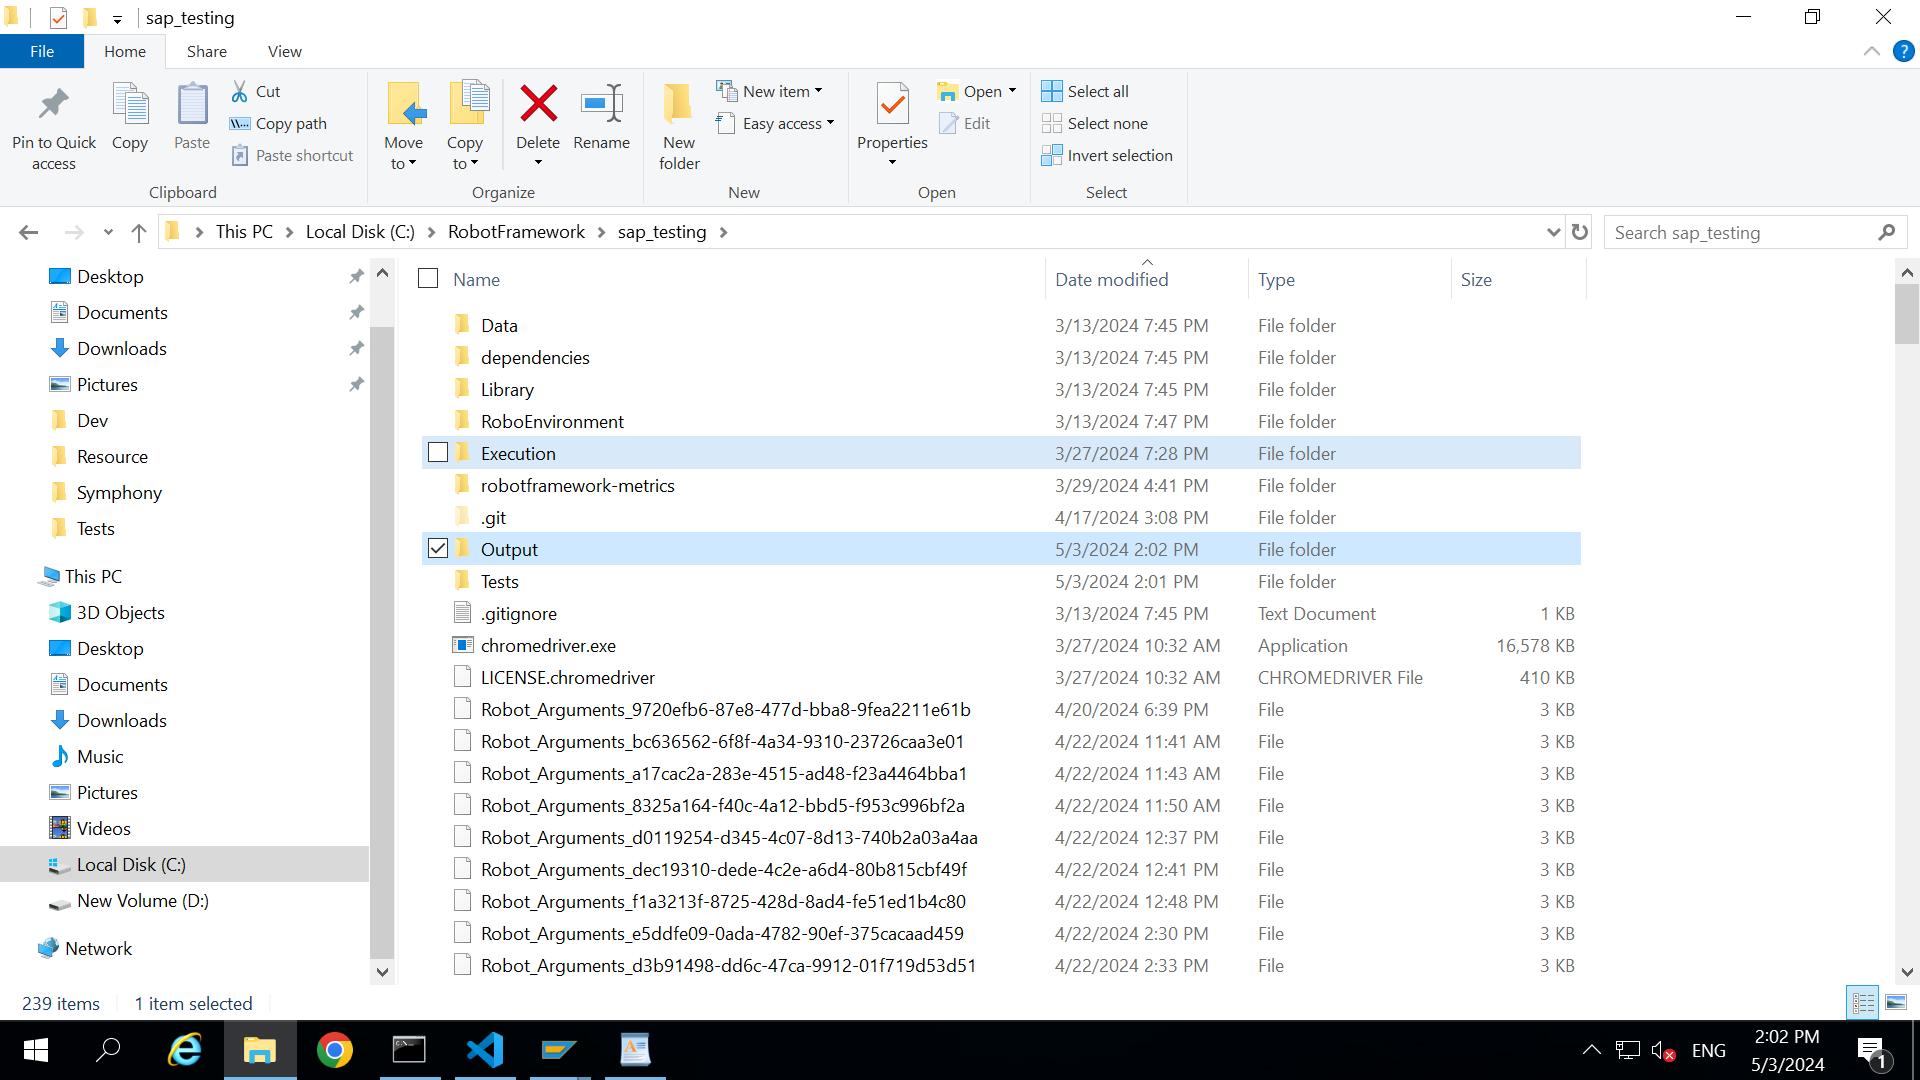 sap_testing
File Home Share View
?
Pin to Quick access
Copy
Paste
Cut
Copy path
Paste shortcut
Clipboard
Move to
Copy to
Delete
Rename
Organize
New folder
New item
Easy access
New
Properties
Open
Edit
Open
Select all
Select none
Invert selection
Select
This PC Local Disk (C:) RobotFramework sap_testing
Search sap_testing
Desktop
Documents
Downloads
Pictures
Dev
Resource
Symphony
Tests
This PC
3D Objects
Desktop
Documents
Downloads
Music
Pictures
Videos
Local Disk (C:)
New Volume (D:)
Network
Name Date modified Type Size
Data 3/13/2024 7:45 PM File folder
dependencies 3/13/2024 7:45 PM File folder
Library 3/13/2024 7:45 PM File folder
RoboEnvironment 3/13/2024 7:47 PM File folder
Execution 3/27/2024 7:28 PM File folder
robotframework-metrics 3/29/2024 4:41 PM File folder
.git 4/17/2024 3:08 PM File folder
Output 5/3/2024 2:02 PM File folder
Tests 5/3/2024 2:01 PM File folder
.gitignore 3/13/2024 7:45 PM Text Document 1 KB
chromedriver.exe 3/27/2024 10:32 AM Application 16,578 KB
LICENSE.chromedriver 3/27/2024 10:32 AM CHROMEDRIVER File 410 KB
Robot_Arguments_9720efb6-87e8-477d-bba8-9fea2211e61b 4/20/2024 6:39 PM File 3 KB
Robot_Arguments_bc636562-6f8f-4a34-9310-23726caa3e01 4/22/2024 11:41 AM File 3 KB
Robot_Arguments_a17cac2a-283e-4515-ad48-f23a4464bba1 4/22/2024 11:43 AM File 3 KB
Robot_Arguments_8325a164-f40c-4a12-bbd5-f953c996bf2a 4/22/2024 11:50 AM File 3 KB
Robot_Arguments_d0119254-d345-4c07-8d13-740b2a03a4aa 4/22/2024 12:37 PM File 3 KB
Robot_Arguments_dec19310-dede-4c2e-a6d4-80b815cbf49f 4/22/2024 12:41 PM File 3 KB
Robot_Arguments_f1a3213f-8725-428d-8ad4-fe51ed1b4c80 4/22/2024 12:48 PM File 3 KB
Robot_Arguments_e5ddfe09-0ada-4782-90ef-375cacaad459 4/22/2024 2:30 PM File 3 KB
Robot_Arguments_d3b91498-dd6c-47ca-9912-01f719d53d51 4/22/2024 2:33 PM File 3 KB
239 items 1 item selected
ENG
2:02 PM
5/3/2024
1